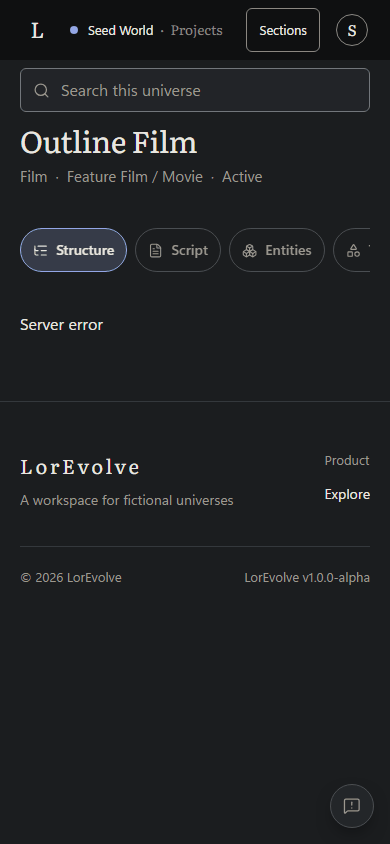 L Seed World · Projects Sections S
Search this universe
Outline Film
Film · Feature Film / Movie · Active
Structure Script Entities
Server error
LorEvolve Product
A workspace for fictional universes Explore
© 2026 LorEvolve LorEvolve v1.0.0-alpha